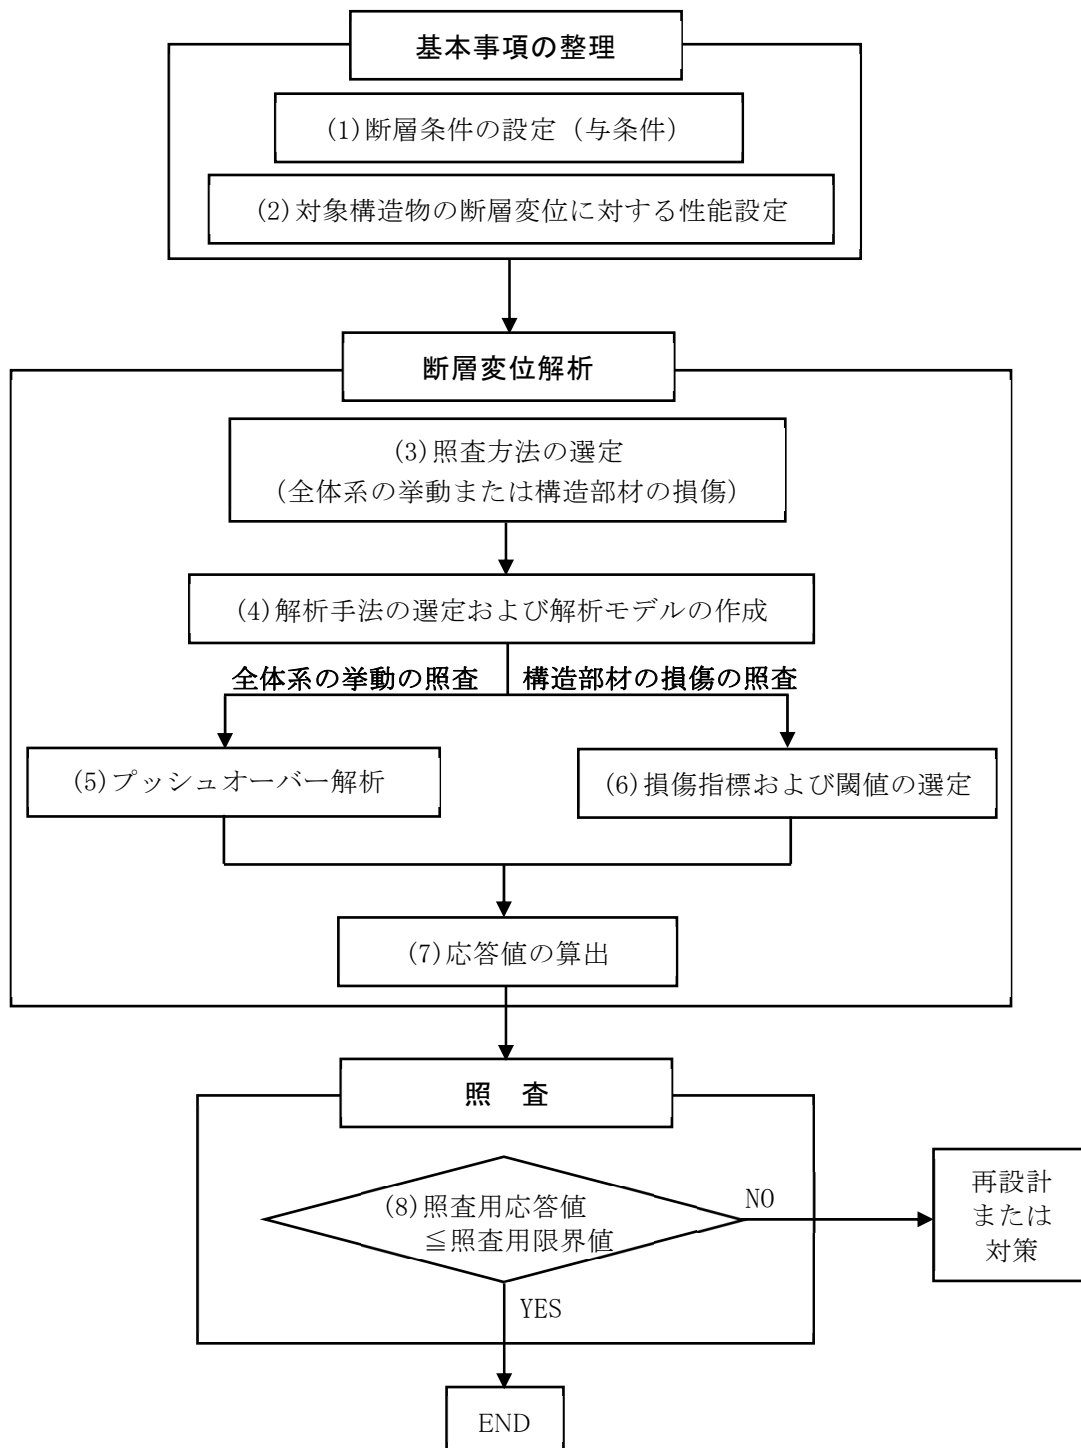 基本事項の整理
(1)断層条件の設定（与条件）
(2)対象構造物の断層変位に対する性能設定
断層変位解析
(3)照査方法の選定
（全体系の挙動または構造部材の損傷）
(4)解析手法の選定および解析モデルの作成
全体系の挙動の照査
構造部材の損傷の照査
(5)プッシュオーバー解析
(6)損傷指標および閾値の選定
(7)応答値の算出
照　査
(8)照査用応答値
≦照査用限界値
NO
再設計
または
対策
YES
END